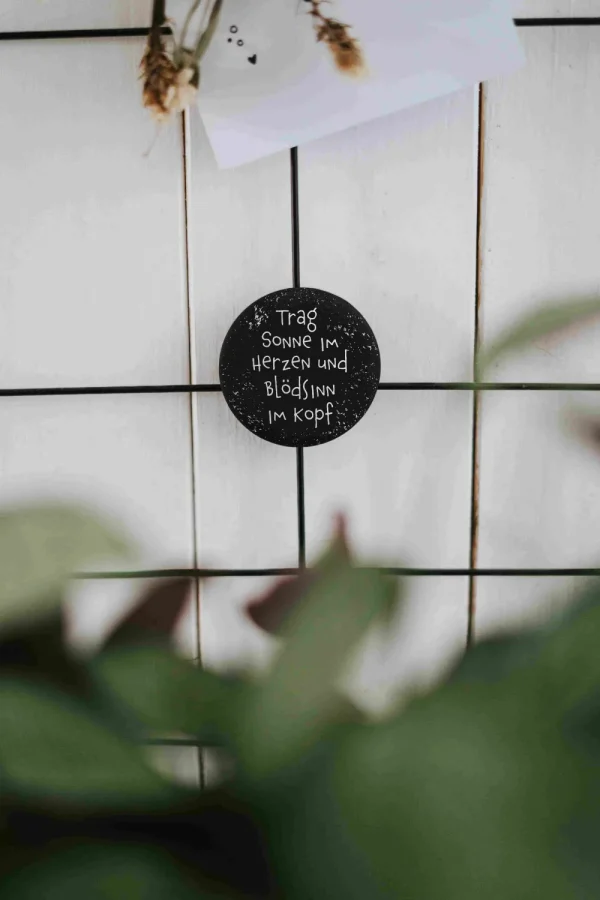 Trag
Sonne im
Herzen und
Blödsinn
im Kopf